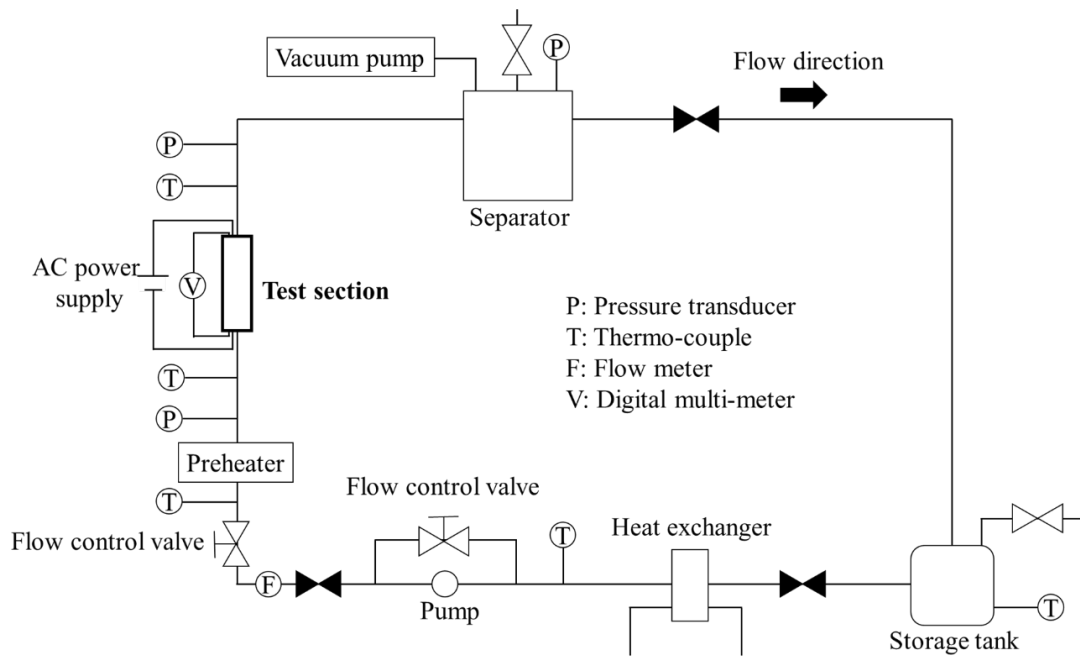 Vacuum pump
P
Flow direction
P
T
Separator
AC power
supply
V
Test section
P: Pressure transducer
T: Thermo-couple
F: Flow meter
V: Digital multi-meter
T
P
Preheater
T
Flow control valve
Flow control valve
T
Heat exchanger
F
Pump
T
Storage tank